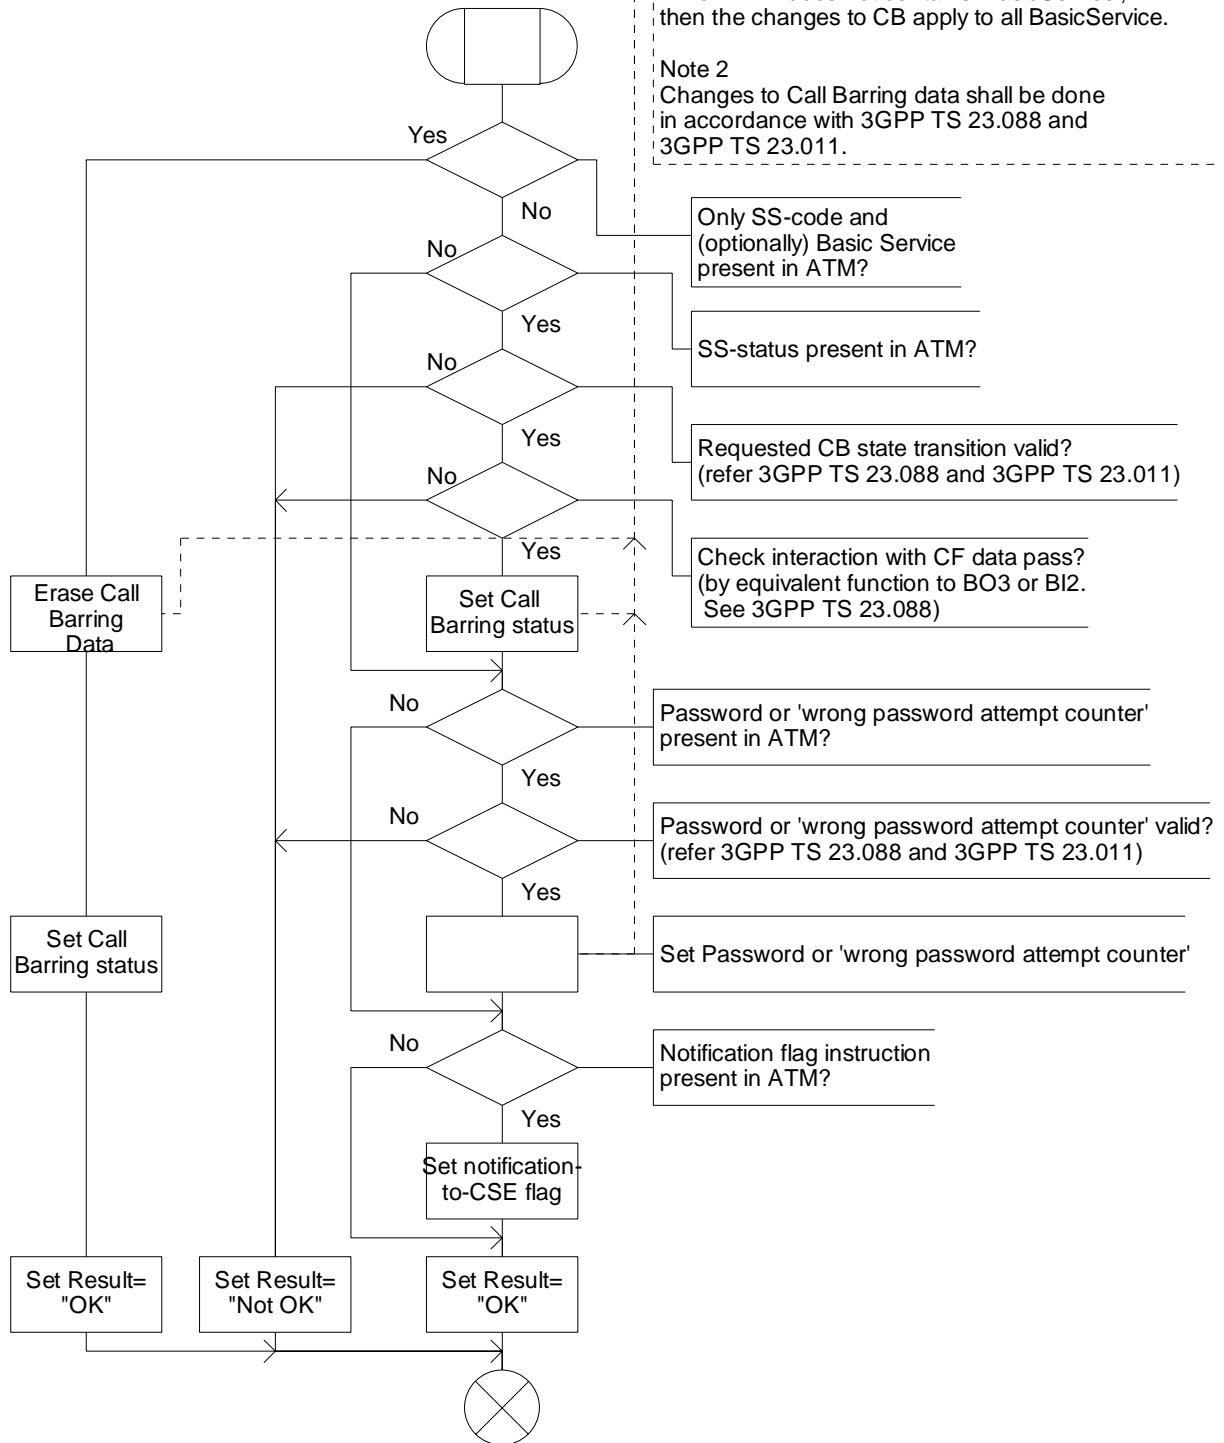 then the changes to CB apply to all BasicService.
Note 2
Changes to Call Barring data shall be done
in accordance with 3GPP TS 23.088 and
3GPP TS 23.011.
Yes
No
Only SS-code and
(optionally) Basic Service
present in ATM?
No
Yes
SS-status present in ATM?
No
Yes
Requested CB state transition valid?
(refer 3GPP TS 23.088 and 3GPP TS 23.011)
No
Yes
Check interaction with CF data pass?
(by equivalent function to BO3 or BI2.
See 3GPP TS 23.088)
Erase Call
Barring
Data
Set Call
Barring status
No
Password or 'wrong password attempt counter'
present in ATM?
Yes
No
Password or 'wrong password attempt counter' valid?
(refer 3GPP TS 23.088 and 3GPP TS 23.011)
Yes
Set Call
Barring status
Set Password or 'wrong password attempt counter'
No
Notification flag instruction
present in ATM?
Yes
Set notification-
to-CSE flag
Set Result=
"OK"
Set Result=
"Not OK"
Set Result=
"OK"